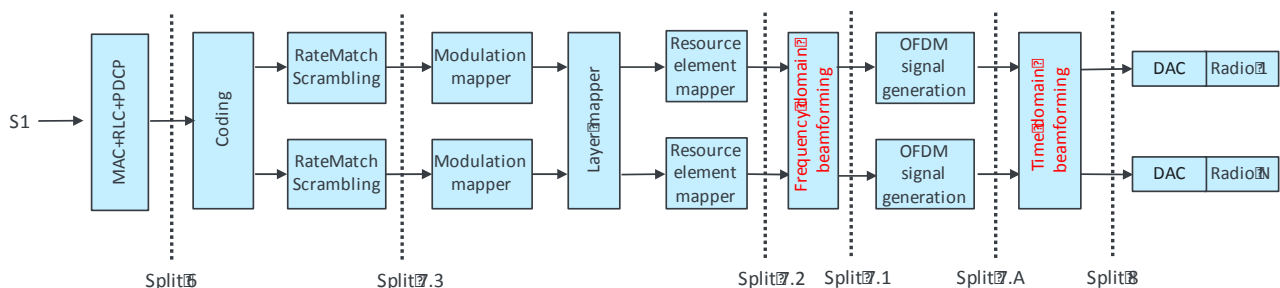 S1
MAC+RLC+PDCP
Coding
RateMatch
Scrambling
RateMatch
Scrambling
Modulation
mapper
Modulation
mapper
Layer mapper
Resource
element
mapper
Resource
element
mapper
Frequency domain
beamforming
OFDM
signal
generation
OFDM
signal
generation
Time domain
beamforming
DAC
Radio 1
DAC
Radio N
Split 6
Split 7.3
Split 7.2
Split 7.1
Split 7.A
Split 8